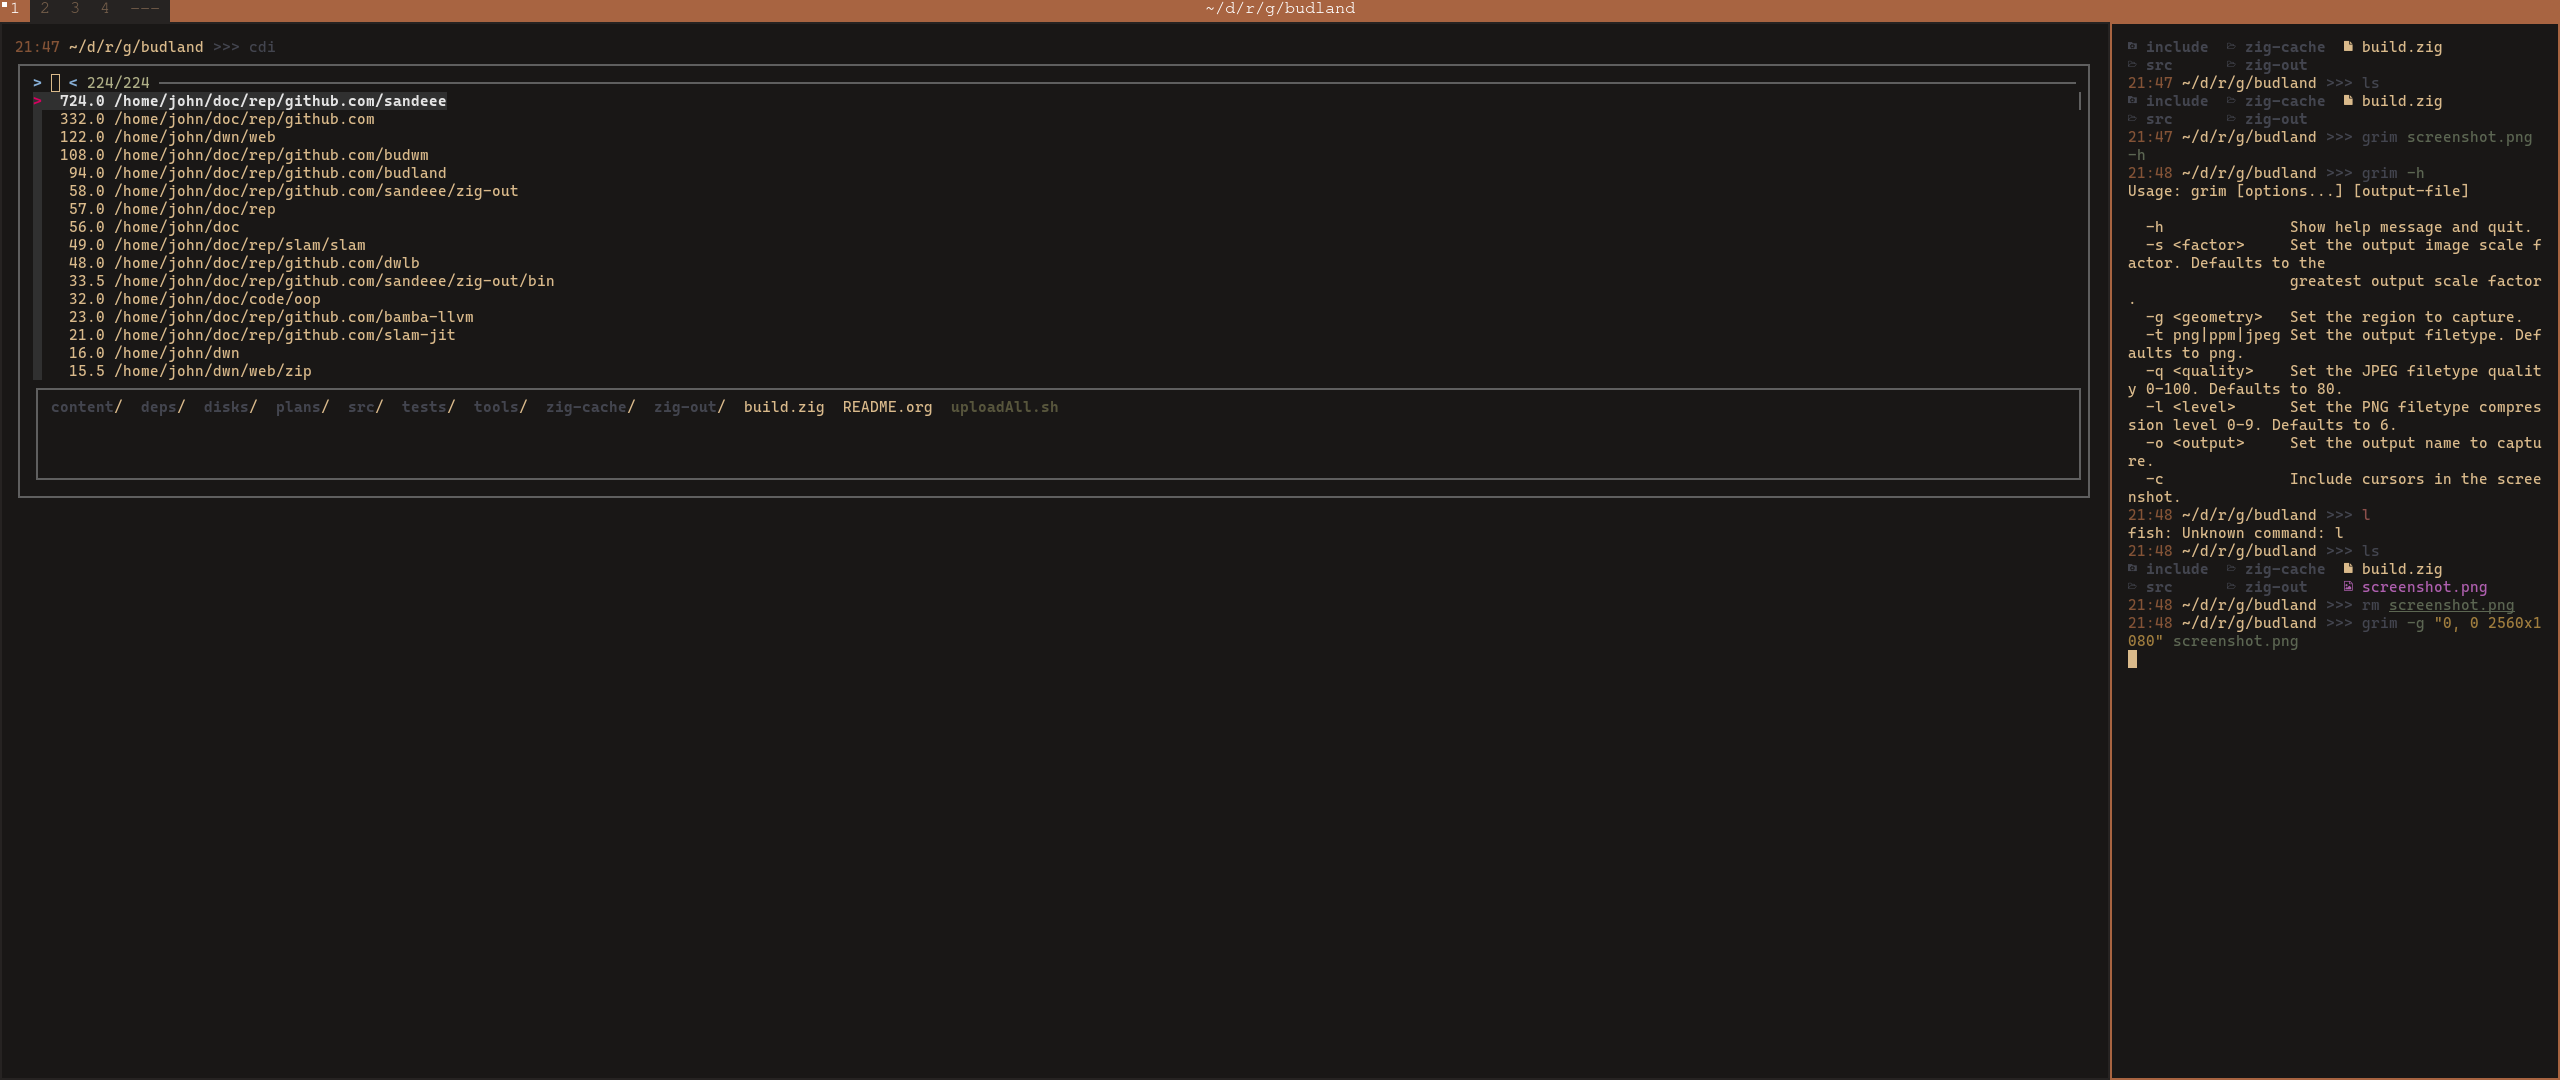 1 2 3 4 ---
~/d/r/g/budland
21:47 ~/d/r/g/budland >>> cdi
> < 224/224
> 724.0 /home/john/doc/rep/github.com/sandeee
332.0 /home/john/doc/rep/github.com
122.0 /home/john/dwn/web
108.0 /home/john/doc/rep/github.com/budwm
94.0 /home/john/doc/rep/github.com/budland
58.0 /home/john/doc/rep/github.com/sandeee/zig-out
57.0 /home/john/doc/rep
56.0 /home/john/doc
49.0 /home/john/doc/rep/slam/slam
48.0 /home/john/doc/rep/github.com/dwlb
33.5 /home/john/doc/rep/github.com/sandeee/zig-out/bin
32.0 /home/john/doc/code/oop
23.0 /home/john/doc/rep/github.com/bamba-llvm
21.0 /home/john/doc/rep/github.com/slam-jit
16.0 /home/john/dwn
15.5 /home/john/dwn/web/zip
content/ deps/ disks/ plans/ src/ tests/ tools/ zig-cache/ zig-out/ build.zig README.org uploadAll.sh
include zig-cache build.zig
src zig-out
21:47 ~/d/r/g/budland >>> ls
include zig-cache build.zig
src zig-out
21:47 ~/d/r/g/budland >>> grim screenshot.png
-h
21:48 ~/d/r/g/budland >>> grim -h
Usage: grim [options...] [output-file]
-h Show help message and quit.
-s <factor> Set the output image scale f
actor. Defaults to the
greatest output scale factor
.
-g <geometry> Set the region to capture.
-t png|ppm|jpeg Set the output filetype. Def
aults to png.
-q <quality> Set the JPEG filetype qualit
y 0-100. Defaults to 80.
-l <level> Set the PNG filetype compres
sion level 0-9. Defaults to 6.
-o <output> Set the output name to captu
re.
-c Include cursors in the scree
nshot.
21:48 ~/d/r/g/budland >>> l
fish: Unknown command: l
21:48 ~/d/r/g/budland >>> ls
include zig-cache build.zig
src zig-out screenshot.png
21:48 ~/d/r/g/budland >>> rm screenshot.png
21:48 ~/d/r/g/budland >>> grim -g "0, 0 2560x1
080" screenshot.png